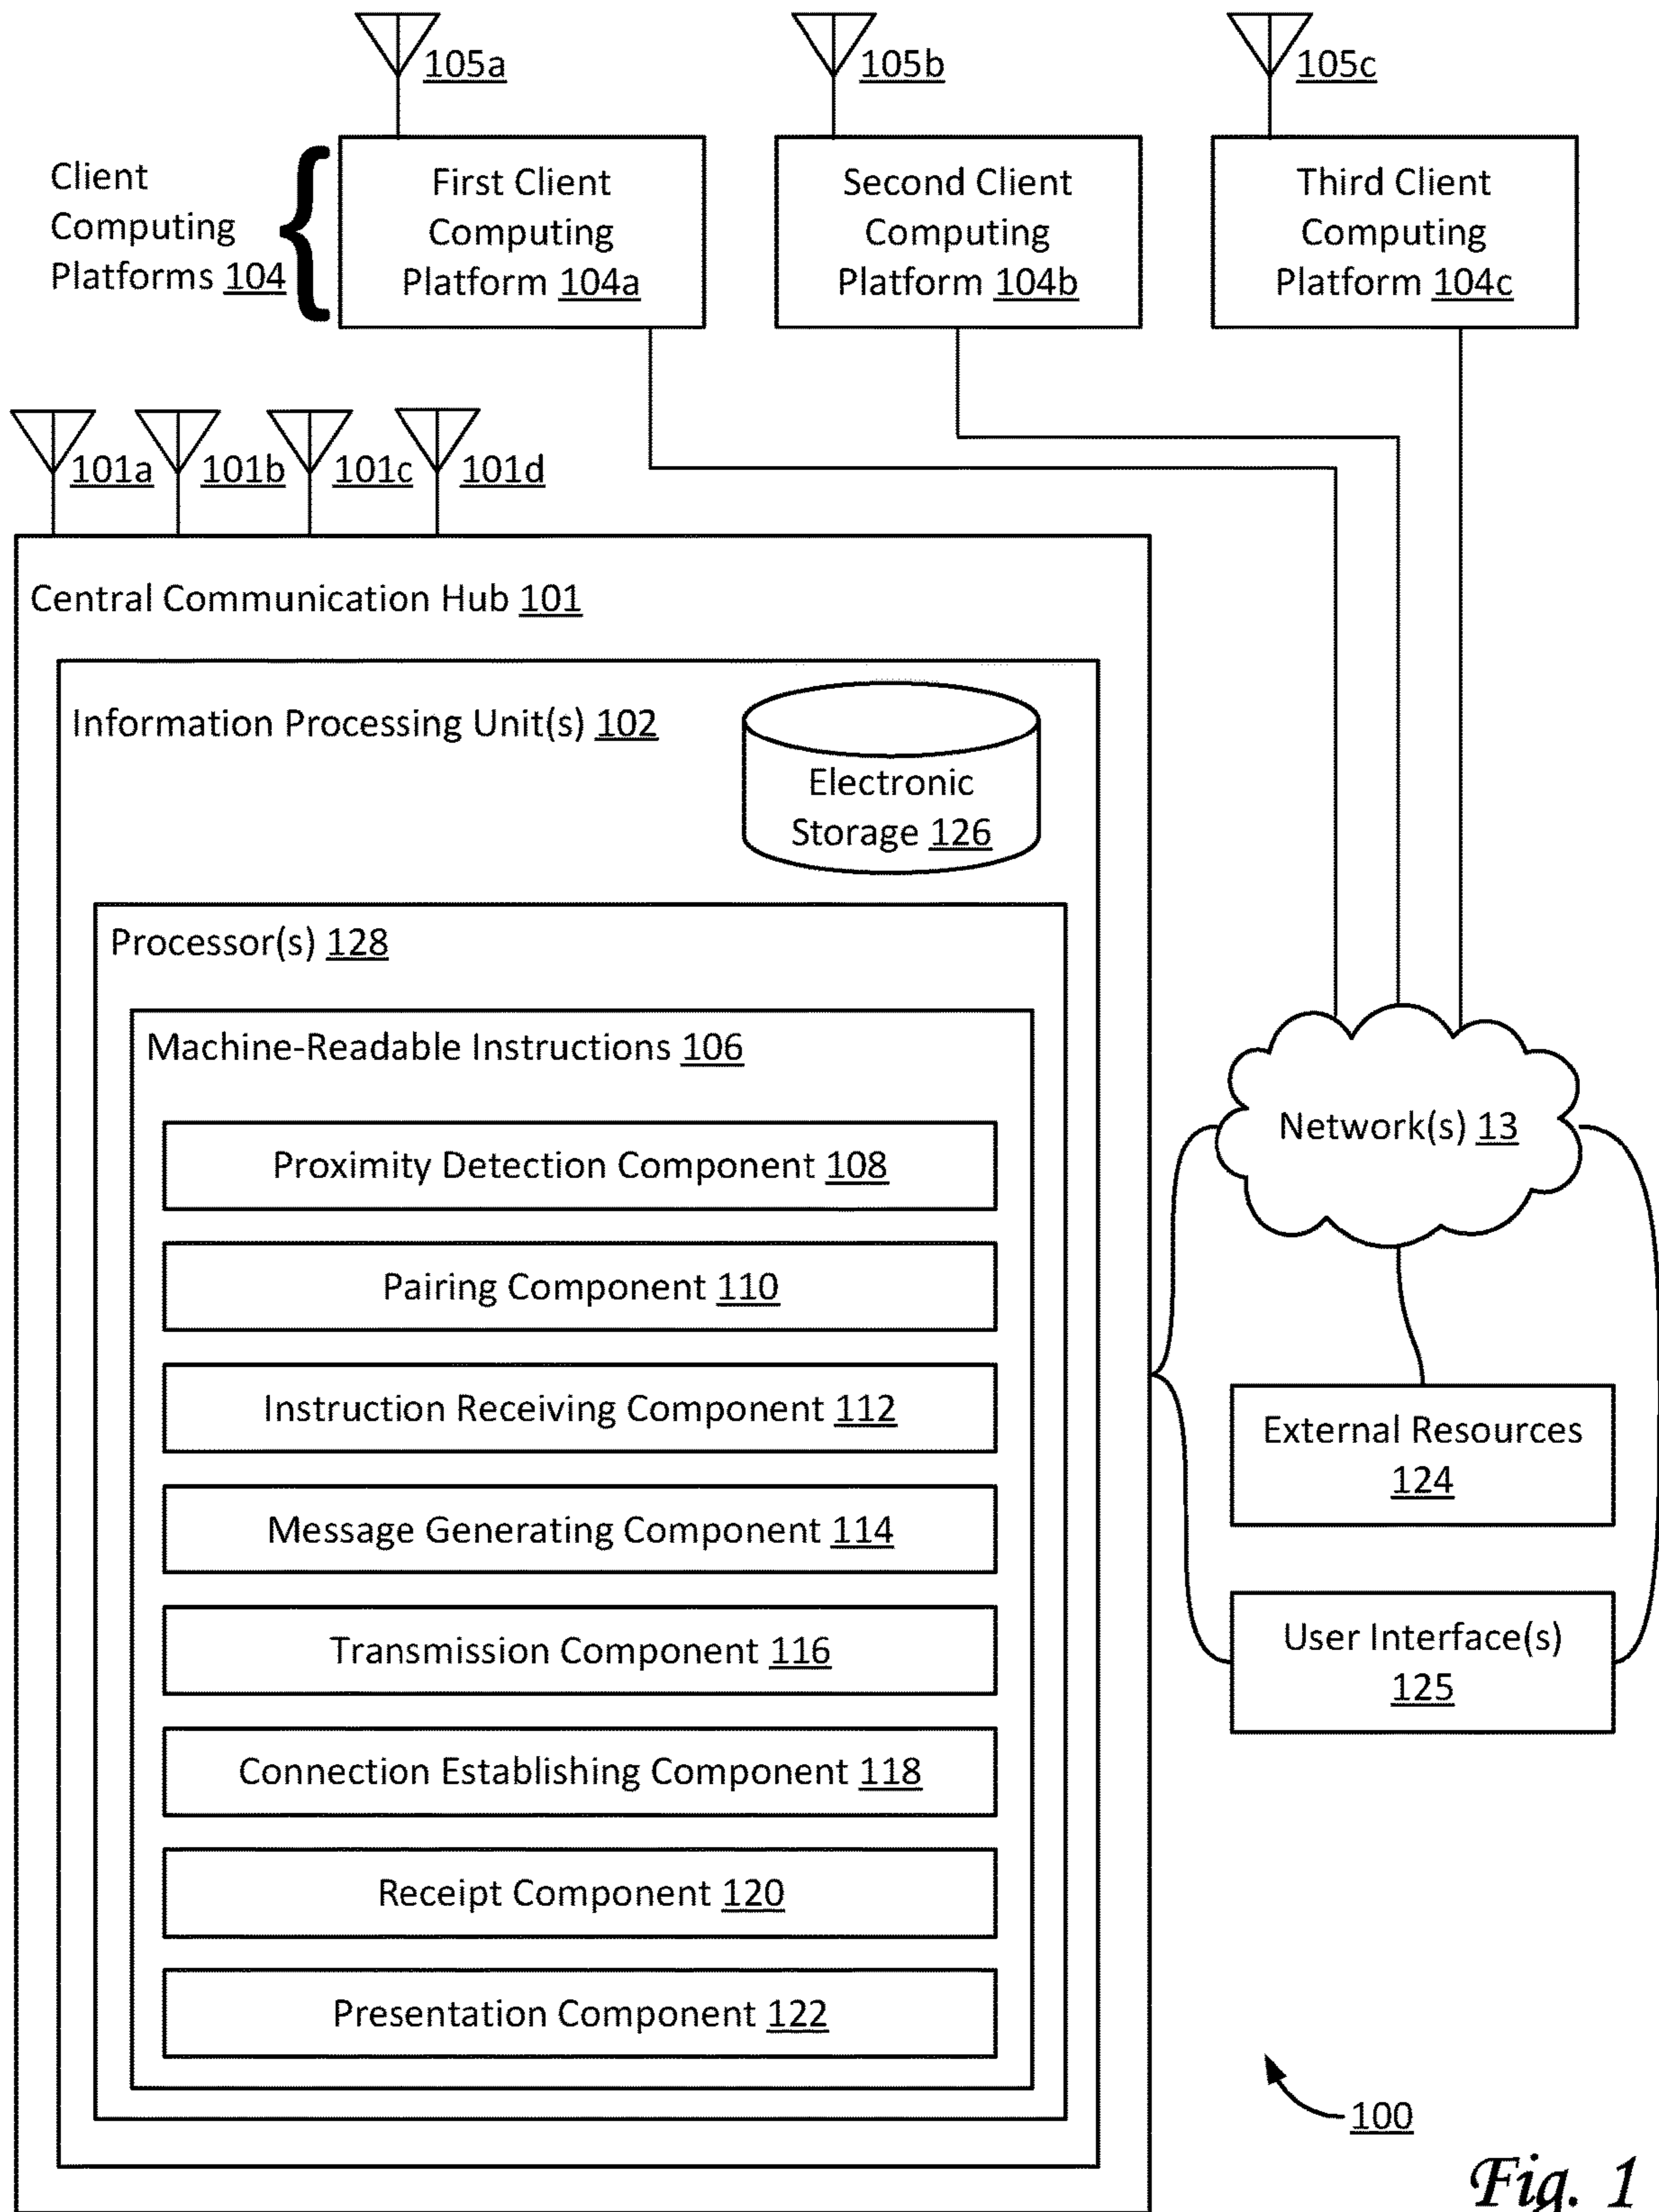 105a
105b
105c
Client
Computing
Platforms 104
First Client
Computing
Platform 104a
Second Client
Computing
Platform 104b
Third Client
Computing
Platform 104c
101a
101b
101c
101d
Central Communication Hub 101
Information Processing Unit(s) 102
Electronic
Storage 126
Processor(s) 128
Machine-Readable Instructions 106
Proximity Detection Component 108
Pairing Component 110
Instruction Receiving Component 112
Message Generating Component 114
Transmission Component 116
Connection Establishing Component 118
Receipt Component 120
Presentation Component 122
Network(s) 13
External Resources
124
User Interface(s)
125
100
Fig. 1